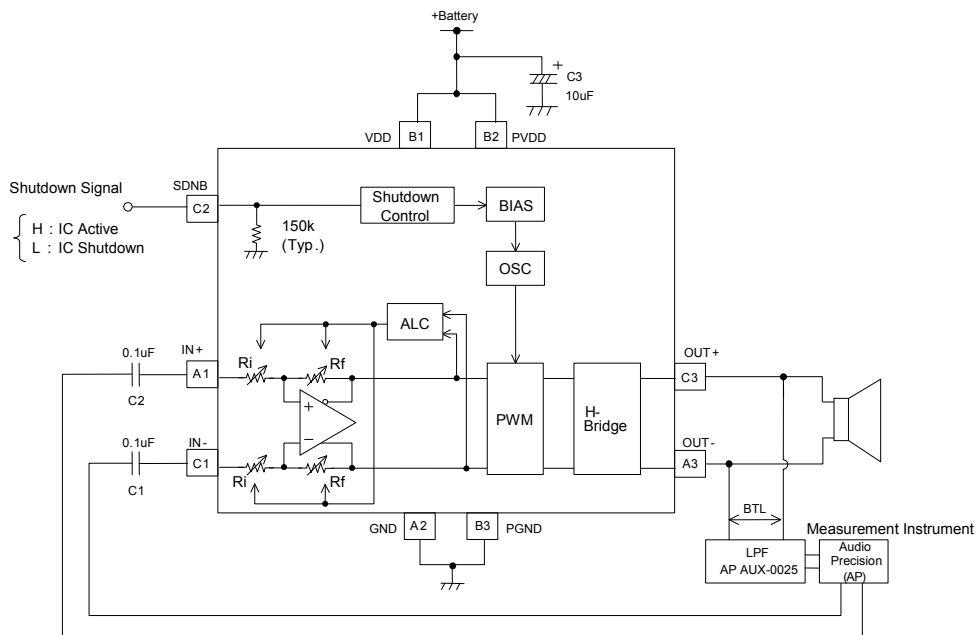 +Battery
+
C3
10uF
VDD
B1
B2
PVDD
Shutdown Signal
SDNB
C2
H : IC Active
L : IC Shutdown
150k
(Typ.)
Shutdown
Control
BIAS
OSC
ALC
0.1uF
IN+
A1
C2
Ri
Rf
+
−
PWM
H-
Bridge
OUT+
C3
0.1uF
IN-
C1
C1
Ri
Rf
OUT-
A3
GND
A2
B3
PGND
BTL
Measurement Instrument
LPF
AP AUX-0025
Audio
Precision
(AP)